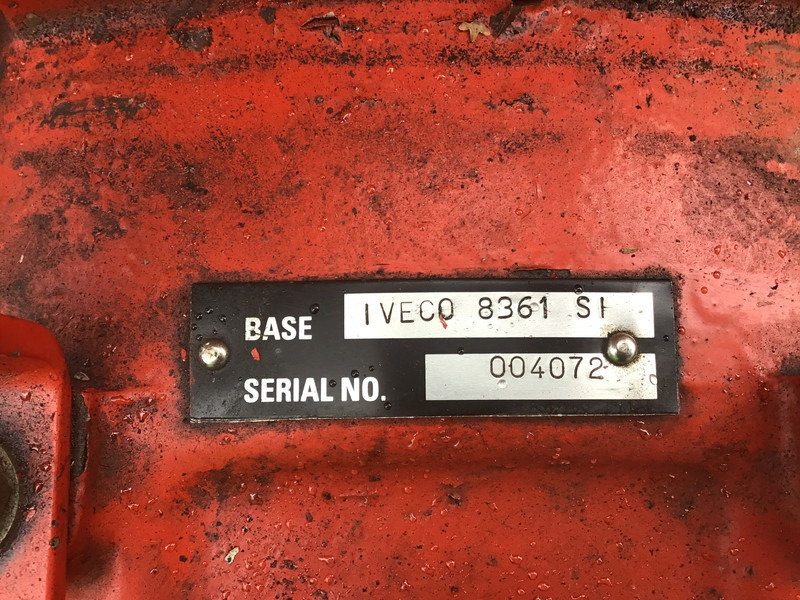 BASE IVECO 8361 SI
SERIAL NO. 004072